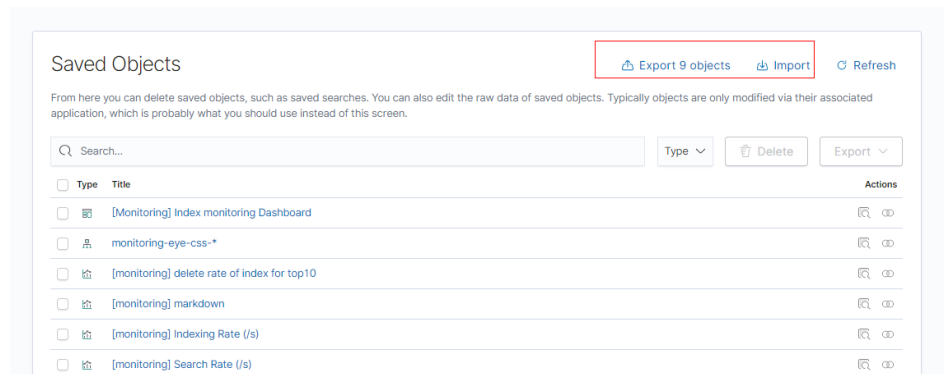 Saved Objects
Export 9 objects Import Refresh
From here you can delete saved objects, such as saved searches. You can also edit the raw data of saved objects. Typically objects are only modified via their associated
application, which is probably what you should use instead of this screen.
Search... Type Delete Export
Type Title Actions
[Monitoring] Index monitoring Dashboard
monitoring-eye-css-*
[monitoring] delete rate of index for top10
[monitoring] markdown
[monitoring] Indexing Rate (/s)
[monitoring] Search Rate (/s)